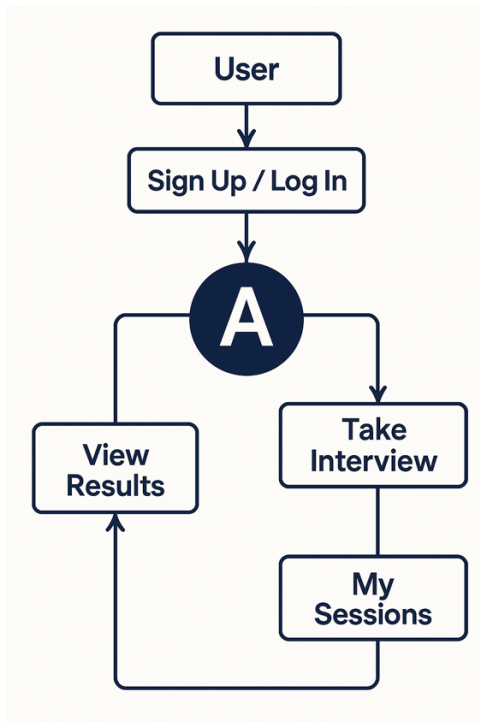 User
Sign Up / Log In
A
Take
Interview
View
Results
My
Sessions